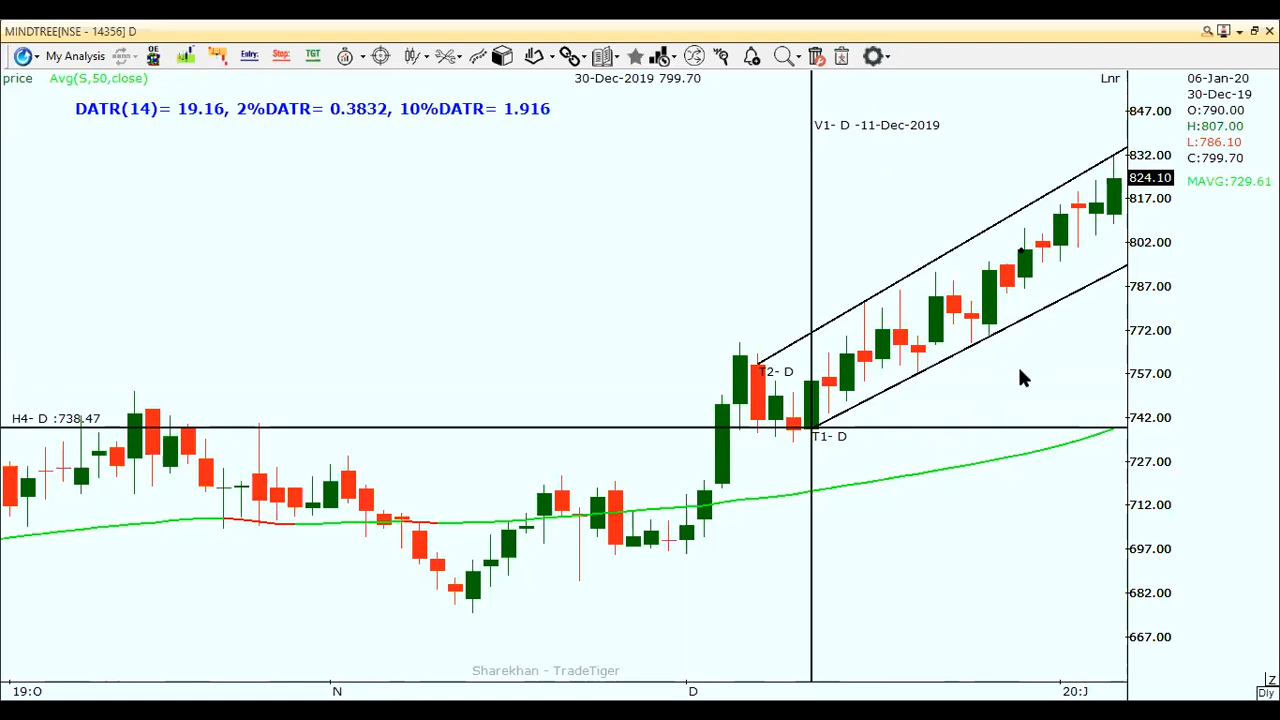 MINDTREE[NSE - 14356] D
My Analysis
OE
Entry:
Stop:
TGT
price Avg(S,50,close)
30-Dec-2019 799.70
Lnr
06-Jan-20
30-Dec-19
O:790.00
H:807.00
L:786.10
C:799.70
MAVG:729.61
DATR(14)= 19.16, 2%DATR= 0.3832, 10%DATR= 1.916
V1- D -11-Dec-2019
847.00
832.00
824.10
817.00
802.00
787.00
772.00
757.00
742.00
727.00
712.00
697.00
682.00
667.00
T2- D
H4- D :738.47
T1- D
Sharekhan - TradeTiger
19:O
N
D
20:J
Z
Dly